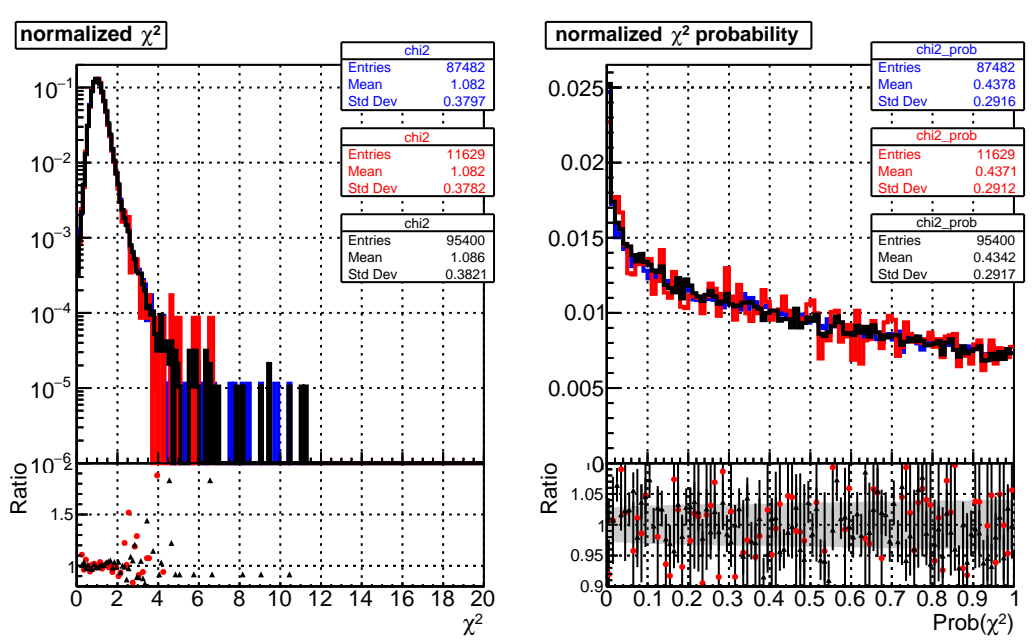 normalized χ²
chi2
Entries 87482
Mean 1.082
Std Dev 0.3797
chi2
Entries 11629
Mean 1.082
Std Dev 0.3782
chi2
Entries 95400
Mean 1.086
Std Dev 0.3821
10⁻¹
10⁻²
10⁻³
10⁻⁴
10⁻⁵
10⁻⁶
2
1.5
1
Ratio
0 2 4 6 8 10 12 14 16 18 20
χ²
normalized χ² probability
chi2_prob
Entries 87482
Mean 0.4378
Std Dev 0.2916
chi2_prob
Entries 11629
Mean 0.4371
Std Dev 0.2912
chi2_prob
Entries 95400
Mean 0.4342
Std Dev 0.2917
0.025
0.02
0.015
0.01
0.005
0
1.05
1
0.95
0.9
Ratio
0 0.1 0.2 0.3 0.4 0.5 0.6 0.7 0.8 0.9 1
Prob(χ²)